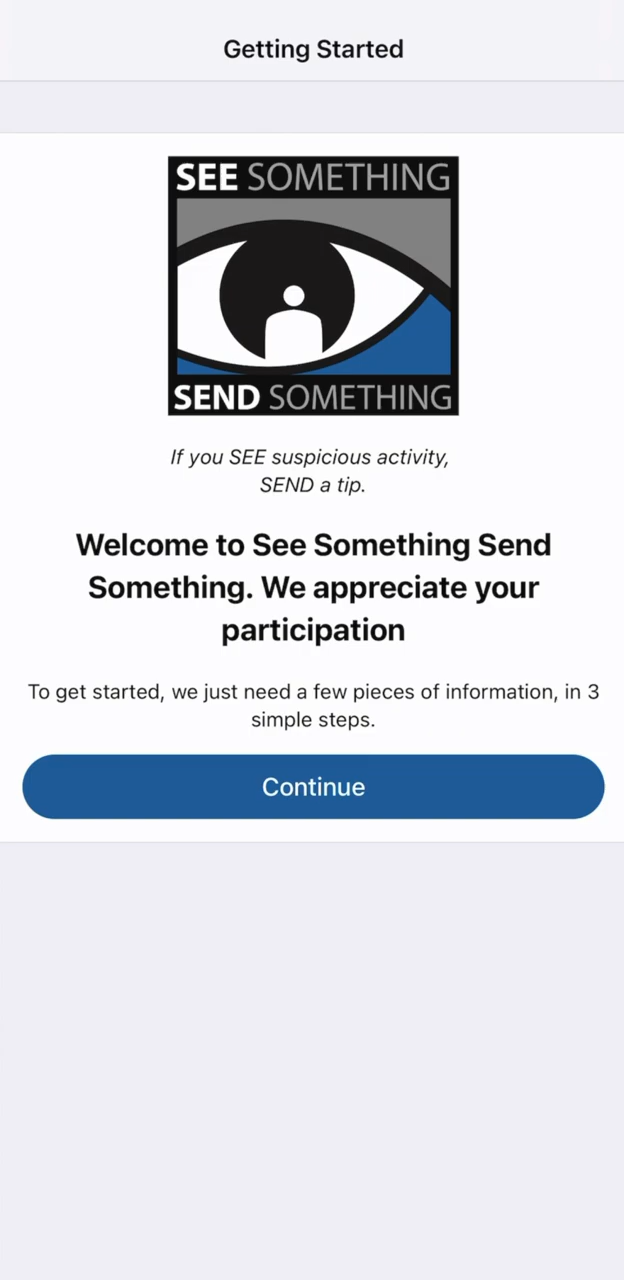 Getting Started
SEE SOMETHING
SEND SOMETHING
If you SEE suspicious activity,
SEND a tip.
Welcome to See Something Send
Something. We appreciate your
participation
To get started, we just need a few pieces of information, in 3
simple steps.
Continue